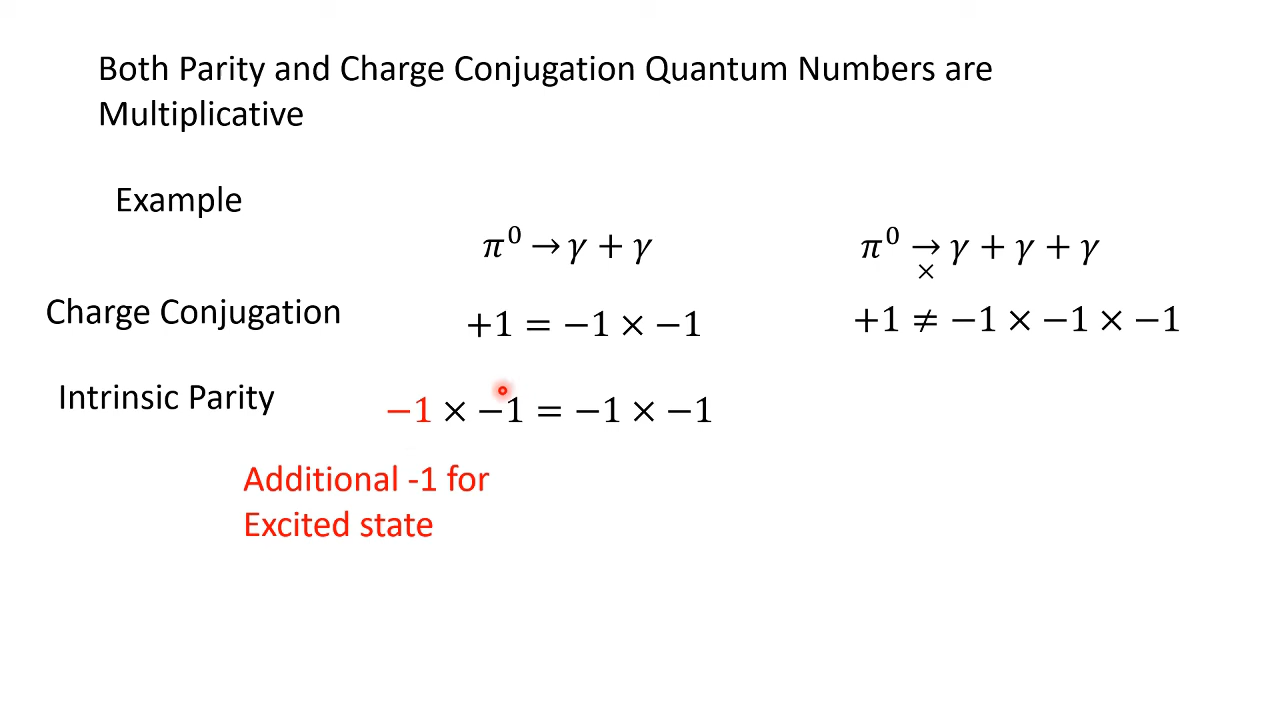 Both Parity and Charge Conjugation Quantum Numbers are
Multiplicative
Example
π⁰ → γ + γ
π⁰ → γ + γ + γ
×
Charge Conjugation
+1 = −1 × −1
+1 ≠ −1 × −1 × −1
Intrinsic Parity
−1 × −1 = −1 × −1
Additional -1 for
Excited state